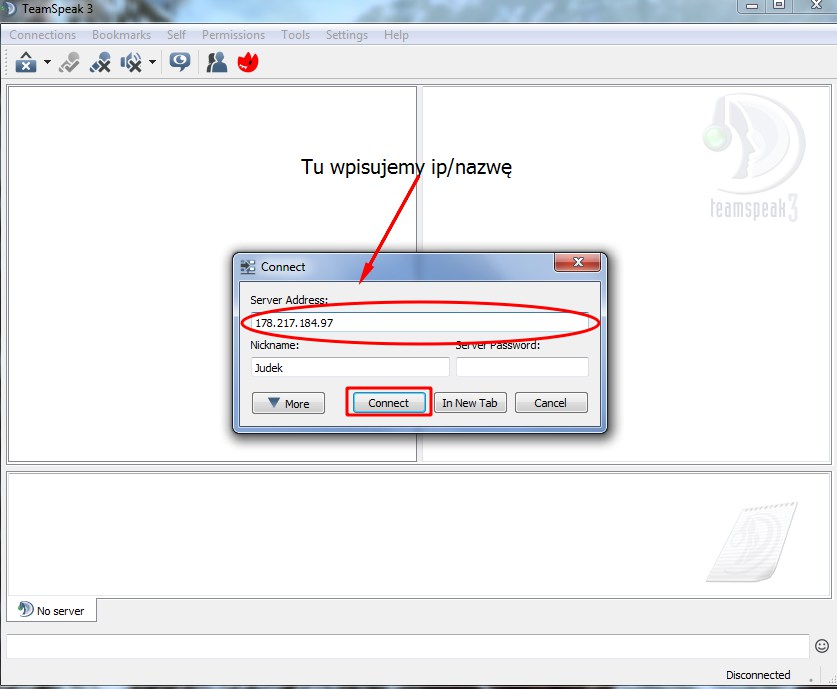 TeamSpeak 3
Connections Bookmarks Self Permissions Tools Settings Help
teamspeak3
Tu wpisujemy ip/nazwę
Connect
Server Address:
178.217.184.97
Nickname: Server Password:
Judek
More Connect In New Tab Cancel
No server
Disconnected